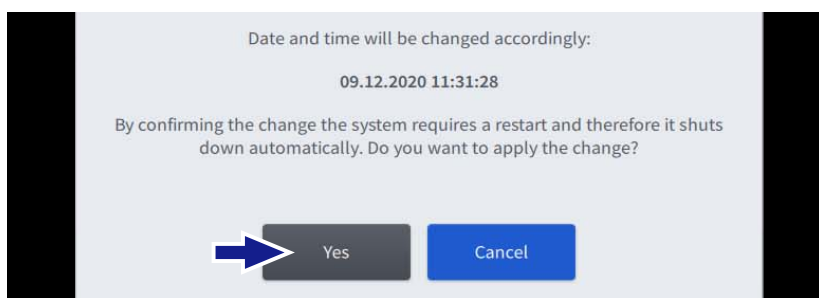 Date and time will be changed accordingly:
09.12.2020 11:31:28
By confirming the change the system requires a restart and therefore it shuts
down automatically. Do you want to apply the change?
Yes
Cancel